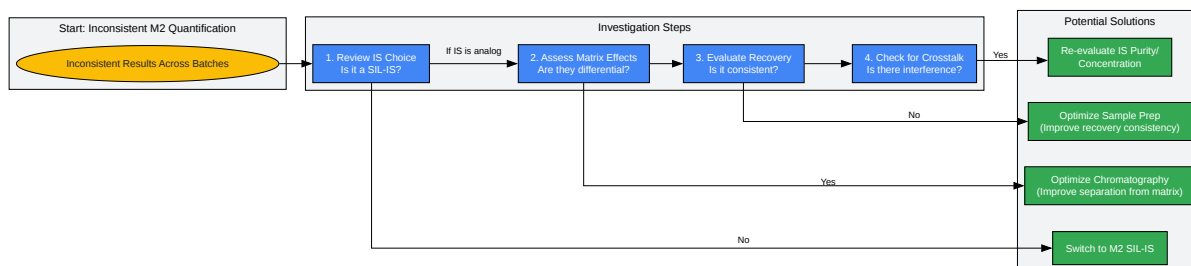 Start: Inconsistent M2 Quantification
Inconsistent Results Across Batches
Investigation Steps
1. Review IS Choice
Is it a SIL-IS?
If IS is analog
2. Assess Matrix Effects
Are they differential?
3. Evaluate Recovery
Is it consistent?
4. Check for Crosstalk
Is there interference?
Yes
No
Yes
No
Potential Solutions
Re-evaluate IS Purity/
Concentration
Optimize Sample Prep
(Improve recovery consistency)
Optimize Chromatography
(Improve separation from matrix)
Switch to M2 SIL-IS